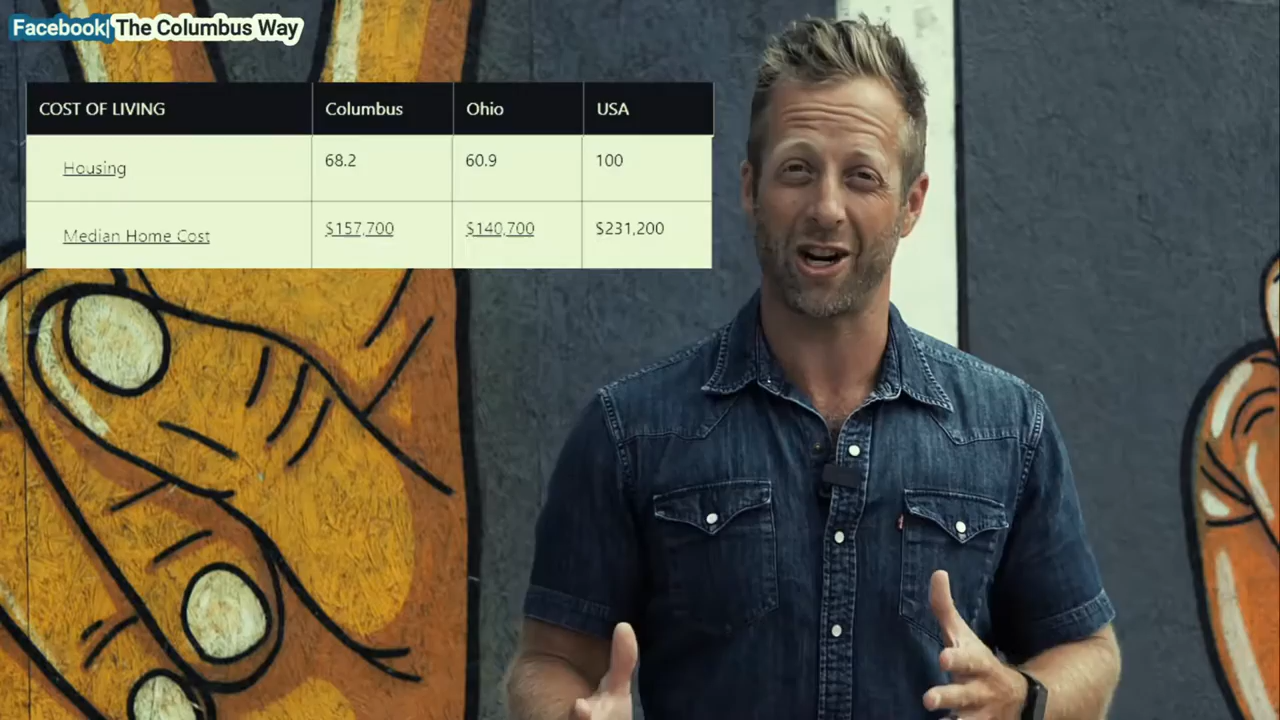 Facebook| The Columbus Way
COST OF LIVING Columbus Ohio USA
Housing 68.2 60.9 100
Median Home Cost $157,700 $140,700 $231,200